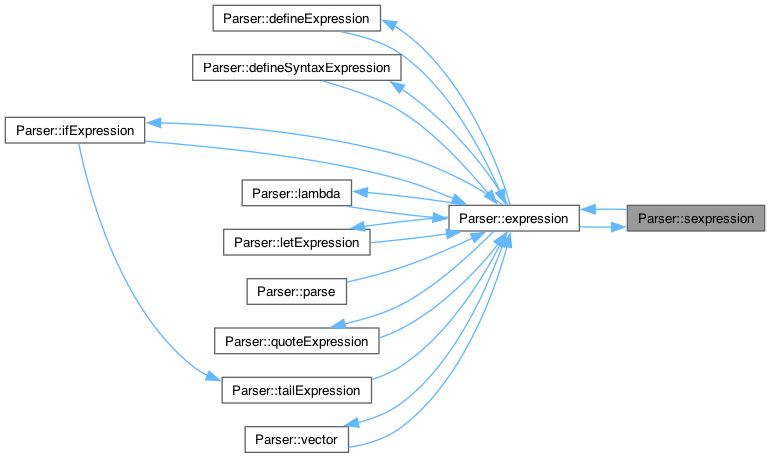 Parser::defineExpression
Parser::defineSyntaxExpression
Parser::ifExpression
Parser::lambda
Parser::expression
Parser::sexpression
Parser::letExpression
Parser::parse
Parser::quoteExpression
Parser::tailExpression
Parser::vector